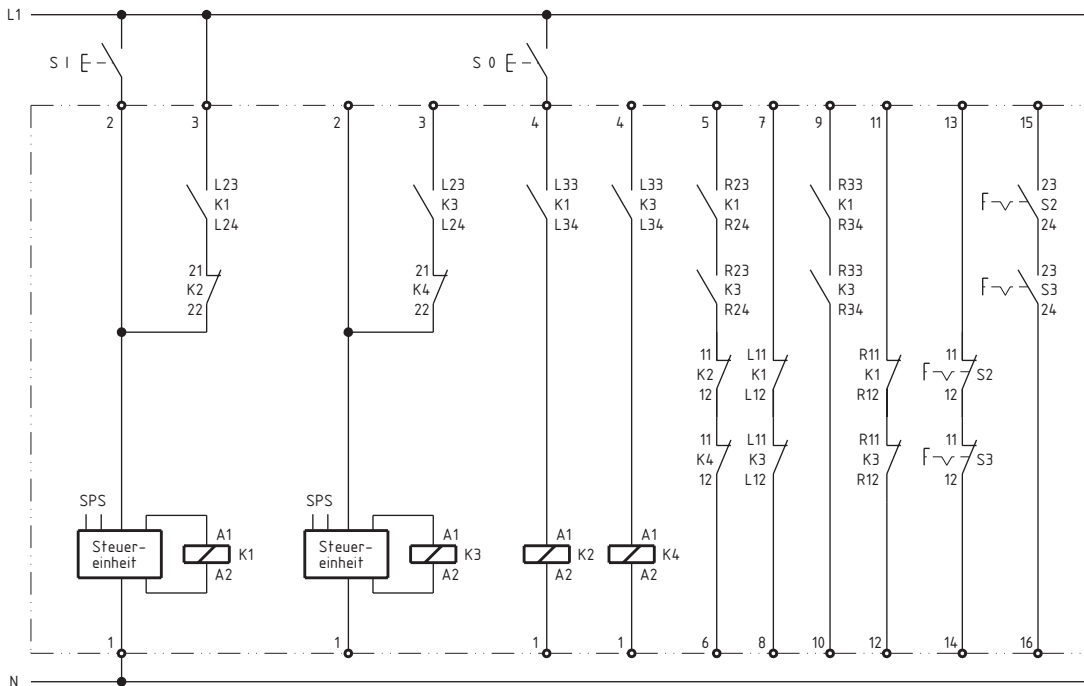 L1
S I
S 0
2 3 2 3 4 4 5 7 9 11 13 15
L23 L23 L33 L33 R23 R33 23
K1 K3 K1 K3 K1 K1 S2
L24 L24 L34 L34 R24 R34 24
21 21 R23 R33 23
K2 K4 K3 K3 S3
22 22 R24 R34 24
11 L11 R11 11
K2 K1 K1 S2
12 L12 R12 12
11 L11 R11 11
K4 K3 K3 S3
12 L12 R12 12
SPS SPS
A1 A1 A1 A1
Steuer- K1 Steuer- K3 K2 K4
einheit einheit
A2 A2 A2 A2
1 1 1 1 6 8 10 12 14 16
N